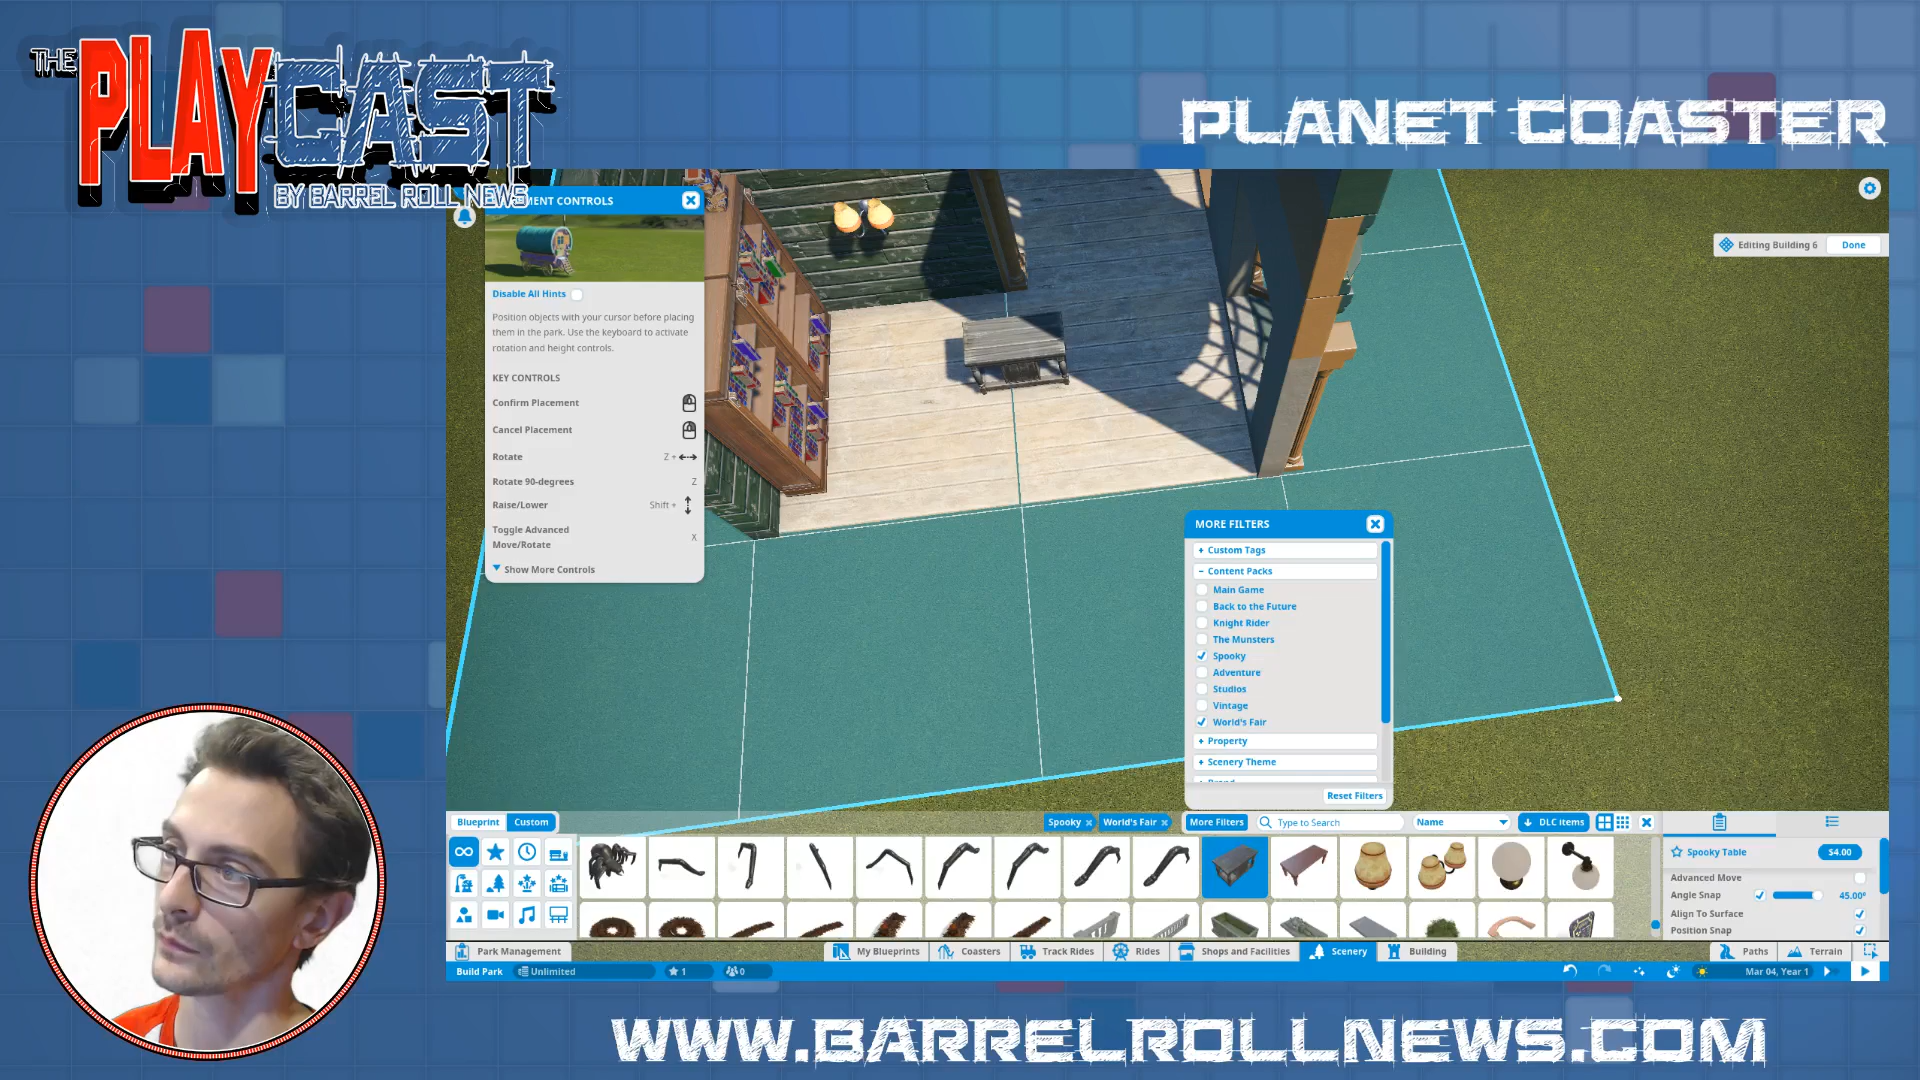 THE PLAYCAST
BY BARREL ROLL NEWS
PLANET COASTER
MENT CONTROLS
Disable All Hints
Position objects with your cursor before placing
them in the park. Use the keyboard to activate
rotation and height controls.
KEY CONTROLS
Confirm Placement
Cancel Placement
Rotate Z +
Rotate 90-degrees Z
Raise/Lower Shift +
Toggle Advanced
Move/Rotate X
Show More Controls
Editing Building 6 Done
MORE FILTERS
+ Custom Tags
− Content Packs
Main Game
Back to the Future
Knight Rider
The Munsters
Spooky
Adventure
Studios
Vintage
World's Fair
+ Property
+ Scenery Theme
Reset Filters
Blueprint Custom
Spooky × World's Fair × More Filters Type to Search Name DLC items
Spooky Table $4.00
Advanced Move
Angle Snap 45.00°
Align To Surface
Position Snap
Park Management My Blueprints Coasters Track Rides Rides Shops and Facilities Scenery Building Paths Terrain
Build Park Unlimited 1 0 Mar 04, Year 1
WWW.BARRELROLLNEWS.COM